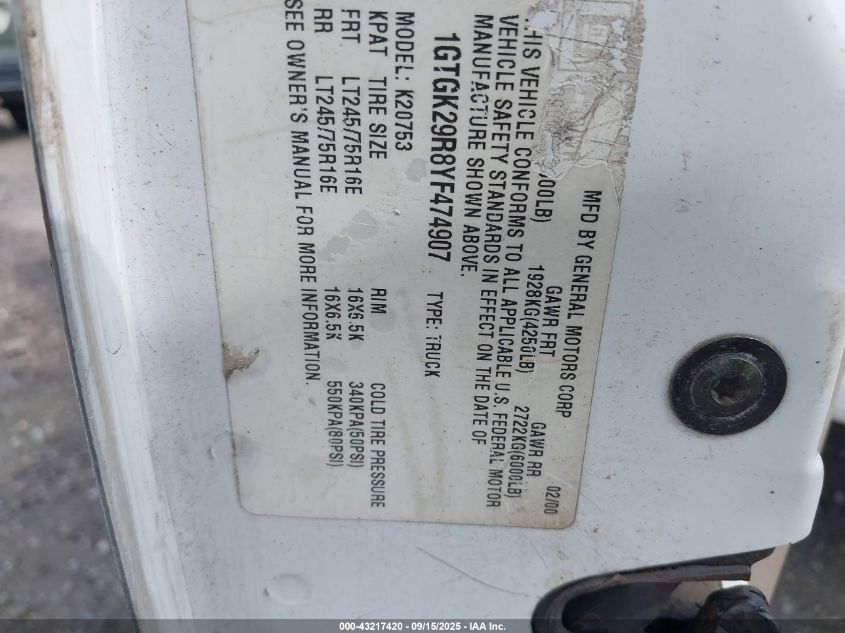 MFD BY GENERAL MOTORS CORP
02/00
GAWR FRT GAWR RR
00LB) 1928KG(4250LB) 2722KG(6000LB)
THIS VEHICLE CONFORMS TO ALL APPLICABLE U.S. FEDERAL MOTOR
VEHICLE SAFETY STANDARDS IN EFFECT ON THE DATE OF
MANUFACTURE SHOWN ABOVE.
1GTGK29R8YF474907 TYPE: TRUCK
MODEL: K20753
KPAT TIRE SIZE RIM COLD TIRE PRESSURE
FRT LT245/75R16E 16X6.5K 340KPA(50PSI)
RR LT245/75R16E 16X6.5K 550KPA(80PSI)
SEE OWNER'S MANUAL FOR MORE INFORMATION.
000-43217420 - 09/15/2025 - IAA Inc.